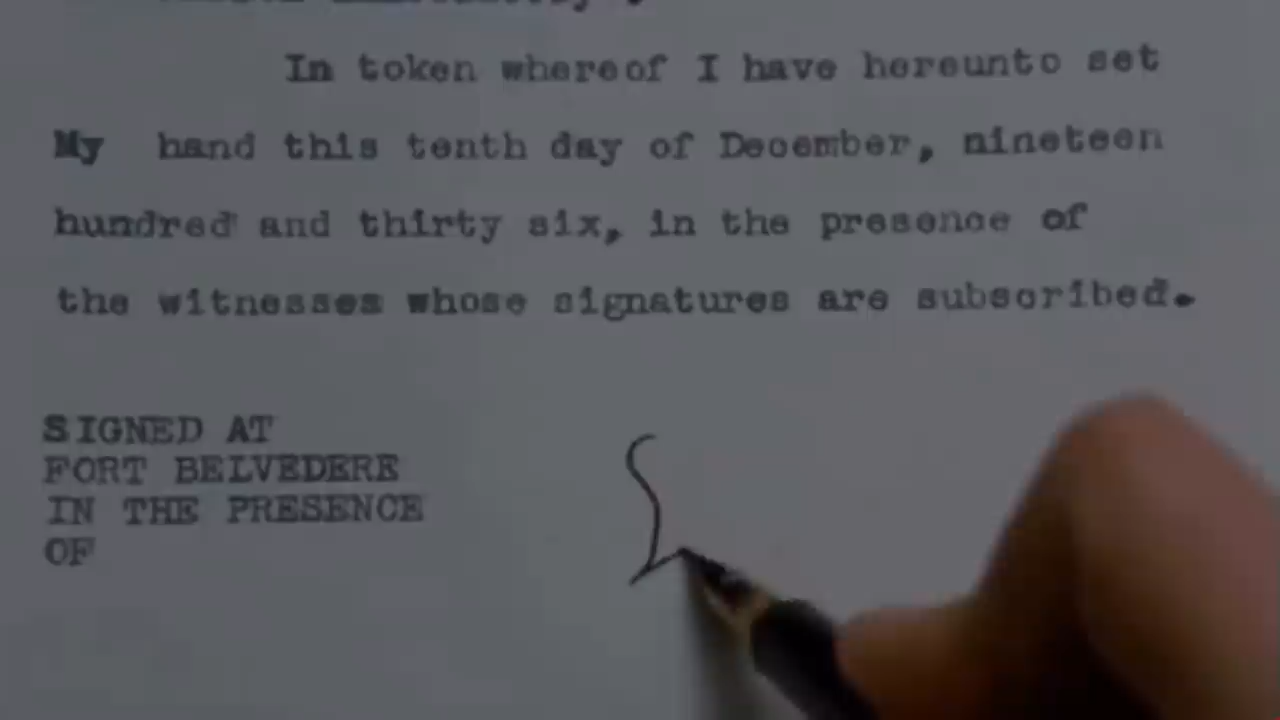 In token whereof I have hereunto set
My hand this tenth day of December, nineteen
hundred and thirty six, in the presence of
the witnesses whose signatures are subscribed.
SIGNED AT
FORT BELVEDERE
IN THE PRESENCE
OF